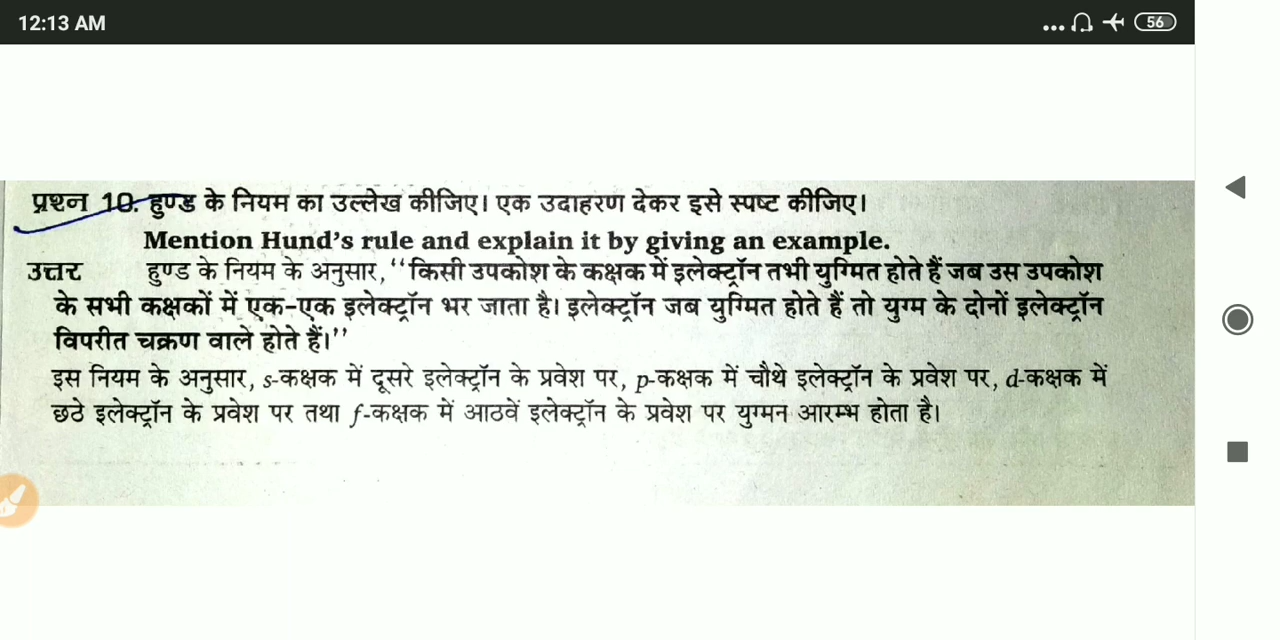 12:13 AM
56
प्रश्न 10. हुण्ड के नियम का उल्लेख कीजिए। एक उदाहरण देकर इसे स्पष्ट कीजिए।
Mention Hund's rule and explain it by giving an example.
उत्तर हुण्ड के नियम के अनुसार, ‘‘किसी उपकोश के कक्षक में इलेक्ट्रॉन तभी युग्मित होते हैं जब उस उपकोश
के सभी कक्षकों में एक-एक इलेक्ट्रॉन भर जाता है। इलेक्ट्रॉन जब युग्मित होते हैं तो युग्म के दोनों इलेक्ट्रॉन
विपरीत चक्रण वाले होते हैं।’’
इस नियम के अनुसार, s-कक्षक में दूसरे इलेक्ट्रॉन के प्रवेश पर, p-कक्षक में चौथे इलेक्ट्रॉन के प्रवेश पर, d-कक्षक में
छठे इलेक्ट्रॉन के प्रवेश पर तथा f-कक्षक में आठवें इलेक्ट्रॉन के प्रवेश पर युग्मन आरम्भ होता है।